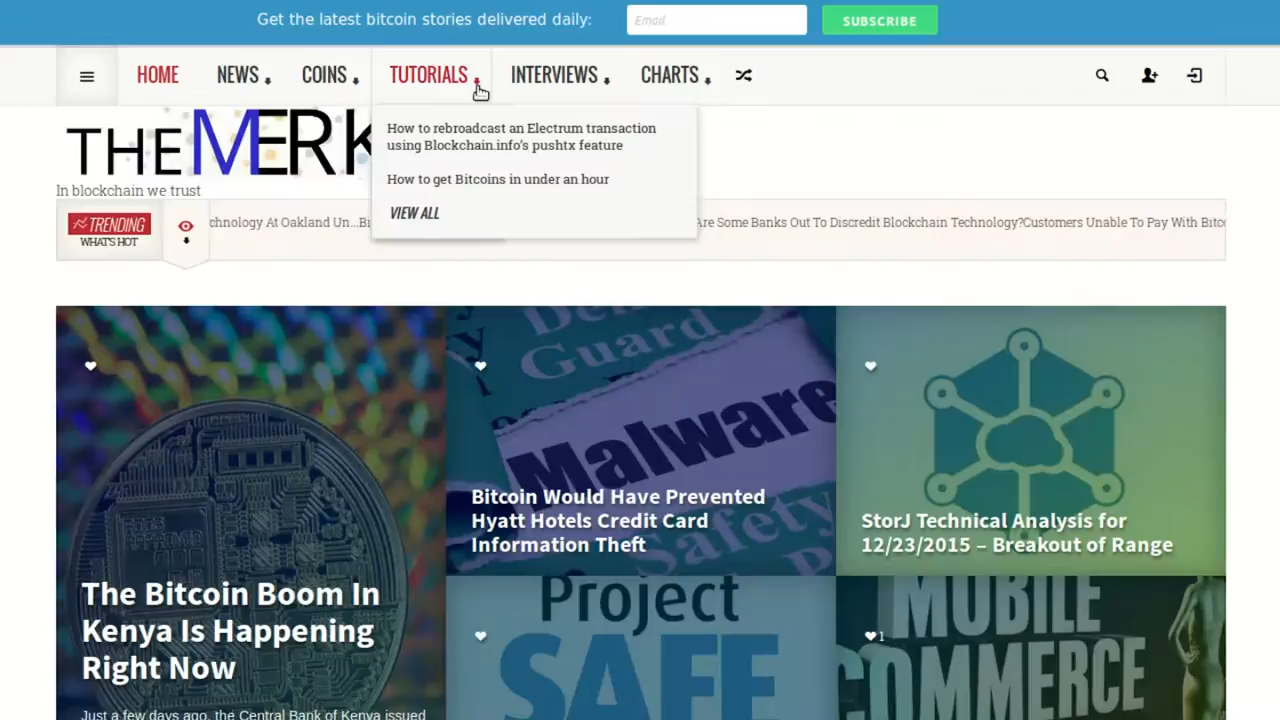 Get the latest bitcoin stories delivered daily:
Email
SUBSCRIBE
HOME
NEWS
COINS
TUTORIALS
INTERVIEWS
CHARTS
How to rebroadcast an Electrum transaction
using Blockchain.info's pushtx feature
How to get Bitcoins in under an hour
VIEW ALL
THEMERK
In blockchain we trust
TRENDING
WHAT'S HOT
chnology At Oakland Un...Bi
Are Some Banks Out To Discredit Blockchain Technology?Customers Unable To Pay With Bitc
Guard
Malware
Safety
Bitcoin Would Have Prevented
Hyatt Hotels Credit Card
Information Theft
StorJ Technical Analysis for
12/23/2015 – Breakout of Range
The Bitcoin Boom In
Kenya Is Happening
Right Now
Just a few days ago, the Central Bank of Kenya issued
Project
SAFE
1
MOBILE
COMMERCE